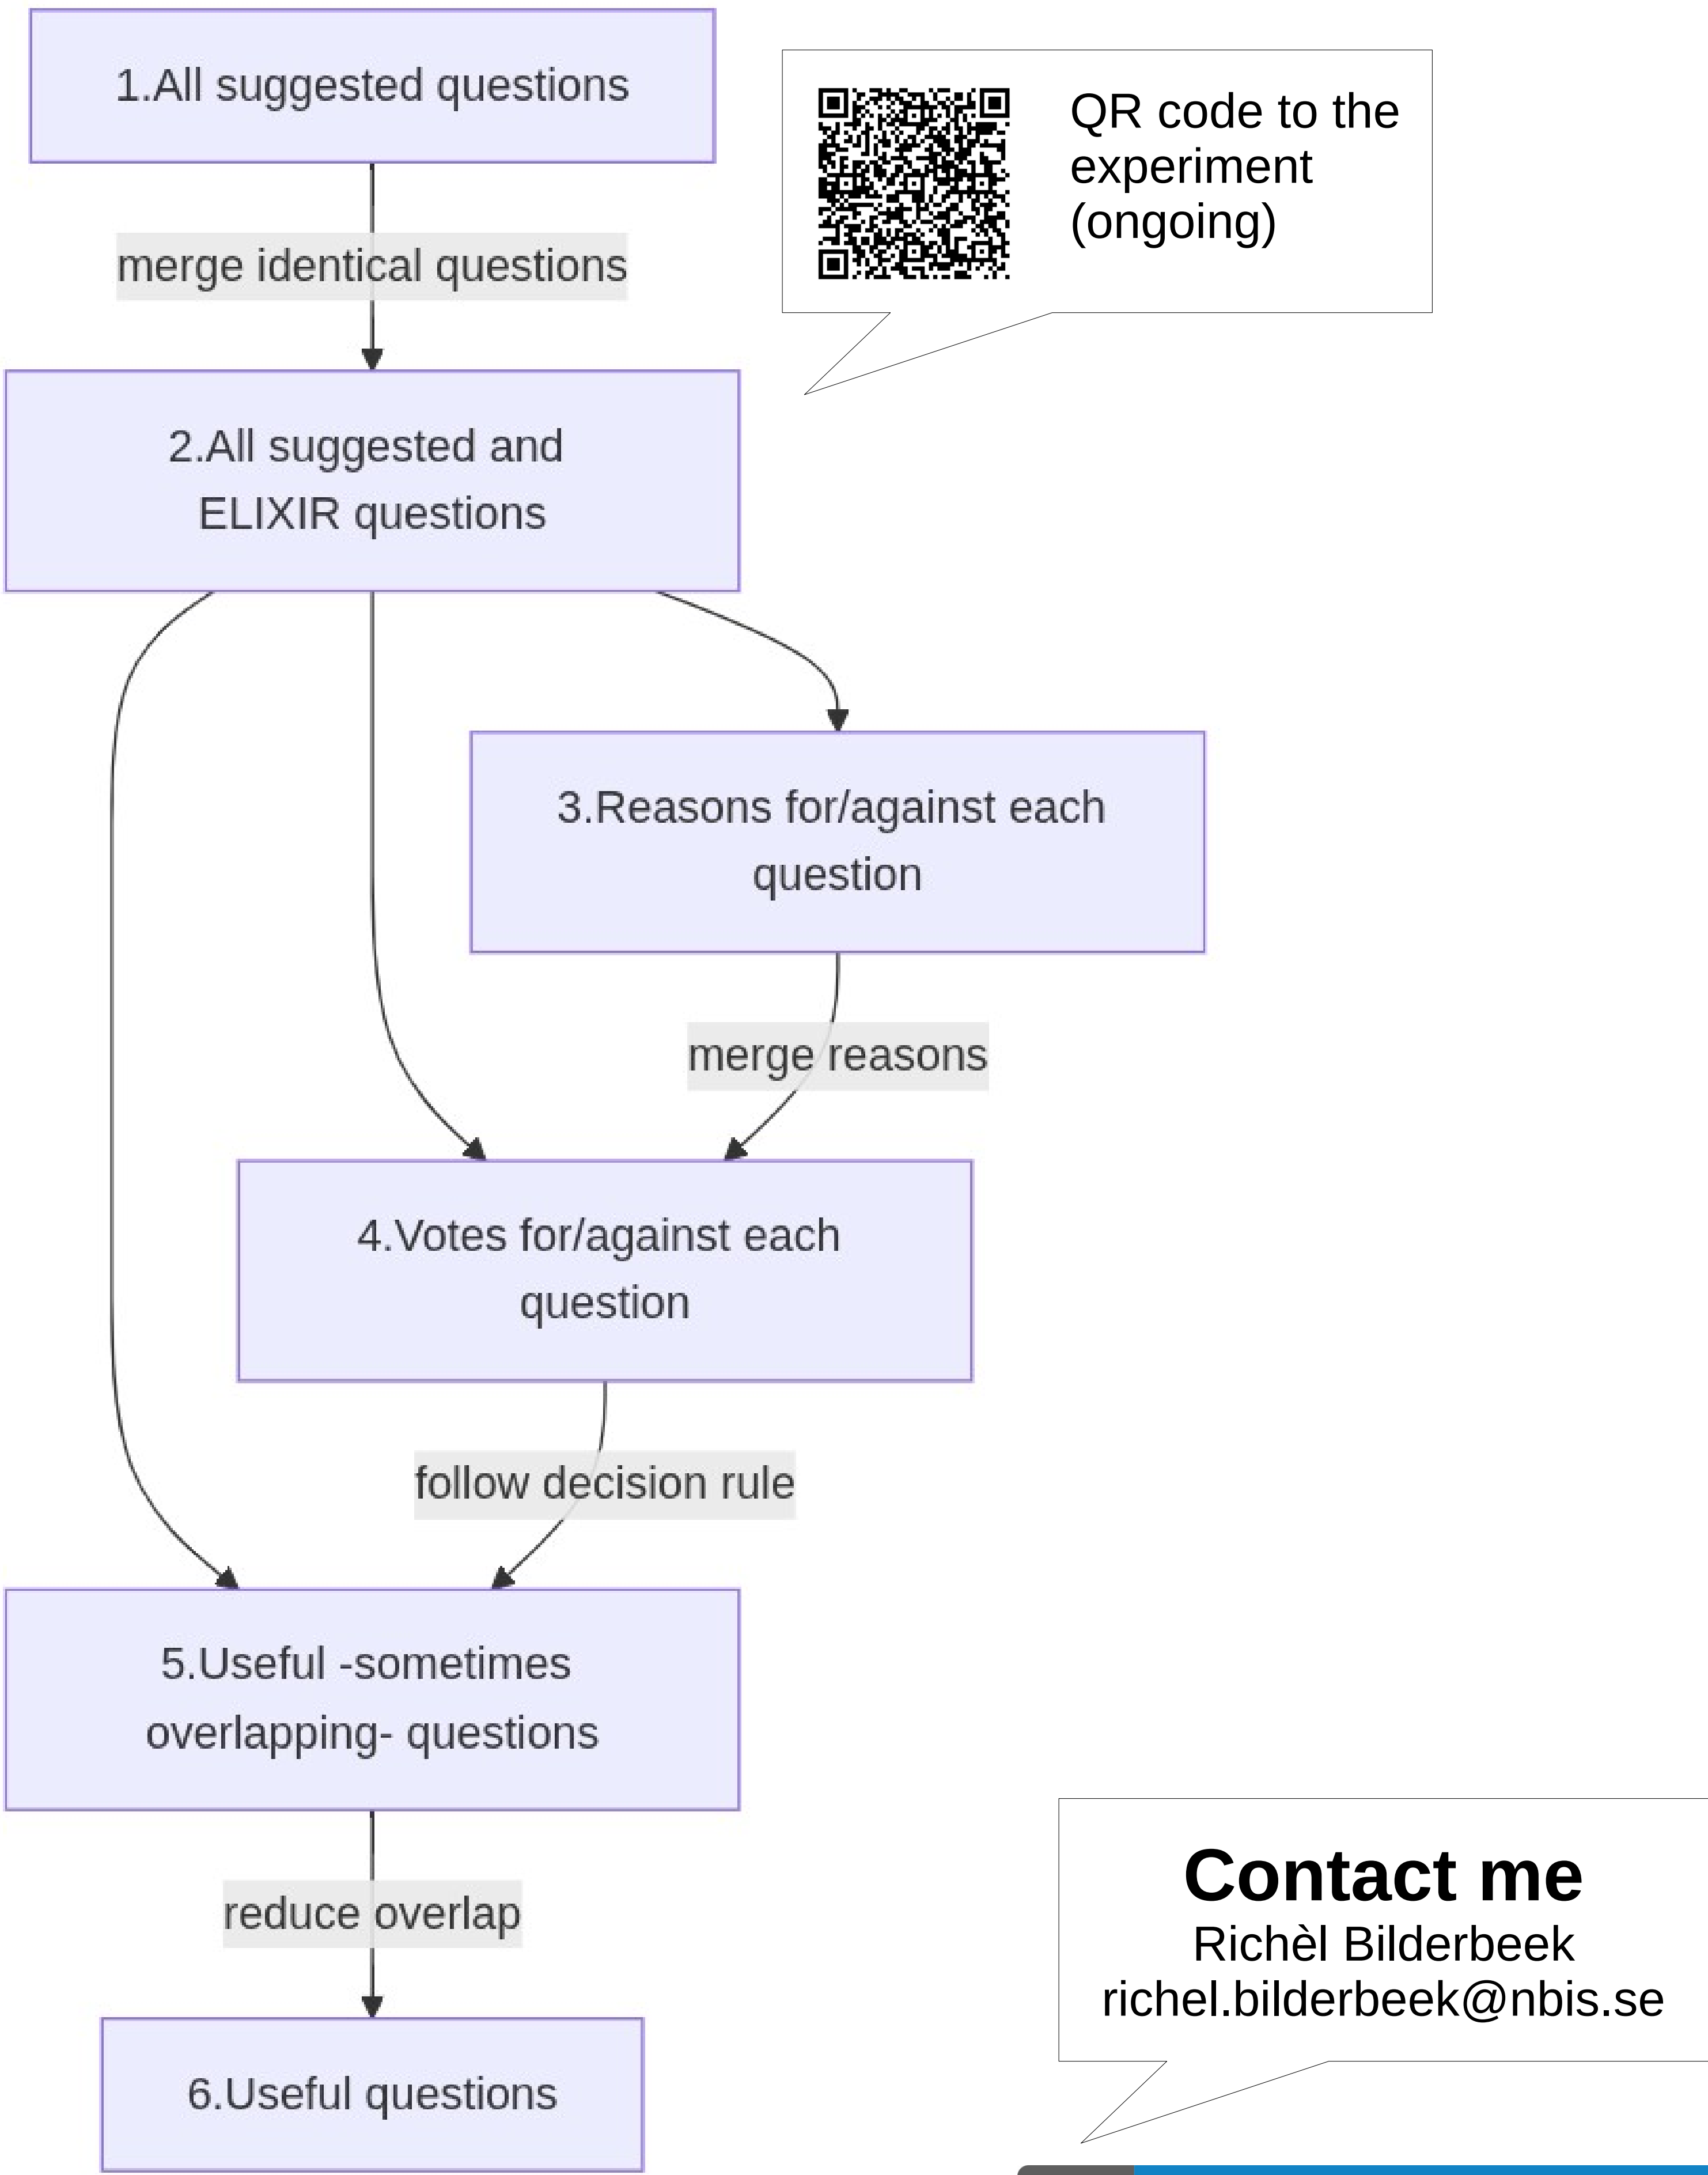 1.All suggested questions
QR code to the
experiment
(ongoing)
merge identical questions
2.All suggested and
ELIXIR questions
3.Reasons for/against each
question
merge reasons
4.Votes for/against each
question
follow decision rule
5.Useful -sometimes
overlapping- questions
Contact me
Richèl Bilderbeek
richel.bilderbeek@nbis.se
reduce overlap
6.Useful questions